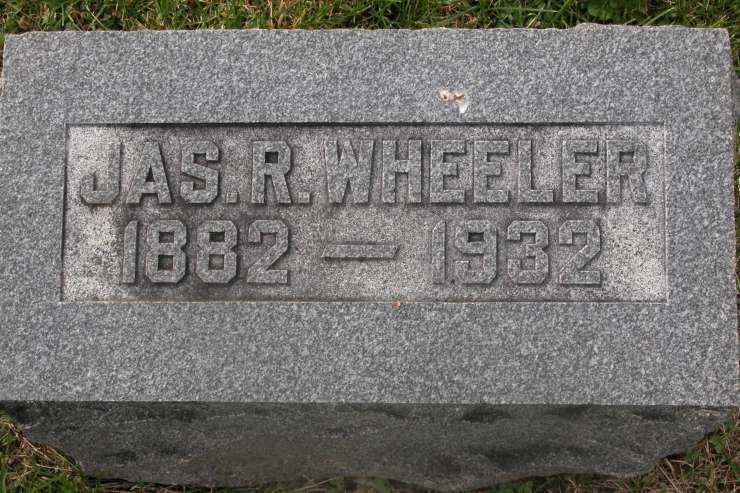 JAS. R. WHEELER
1882 — 1932